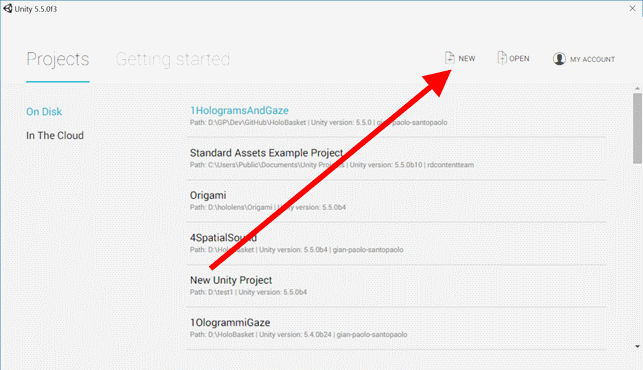 Unity 5.5.0f3
Projects Getting started NEW OPEN MY ACCOUNT
On Disk
In The Cloud
1HologramsAndGaze
Path: D:\GP\Dev\GitHub\HoloBasket | Unity version: 5.5.0 | gian-paolo-santopaolo
Standard Assets Example Project
Path: C:\Users\Public\Documents\Unity Projects | Unity version: 5.5.0b10 | rdcontentteam
Origami
Path: D:\hololens\Origami | Unity version: 5.5.0b4
4SpatialSound
Path: D:\HoloBasket | Unity version: 5.5.0b4 | gian-paolo-santopaolo
New Unity Project
Path: D:\test1 | Unity version: 5.5.0b4
1OlogrammiGaze
Path: D:\HoloBasket | Unity version: 5.4.0b24 | gian-paolo-santopaolo